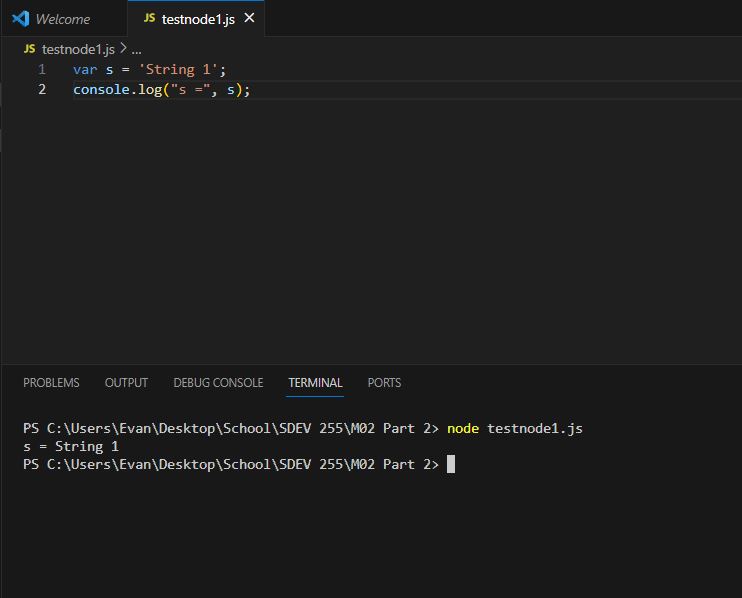 Welcome JS testnode1.js ×
JS testnode1.js > ...
1 var s = 'String 1';
2 console.log("s =", s);
PROBLEMS OUTPUT DEBUG CONSOLE TERMINAL PORTS
PS C:\Users\Evan\Desktop\School\SDEV 255\M02 Part 2> node testnode1.js
s = String 1
PS C:\Users\Evan\Desktop\School\SDEV 255\M02 Part 2>